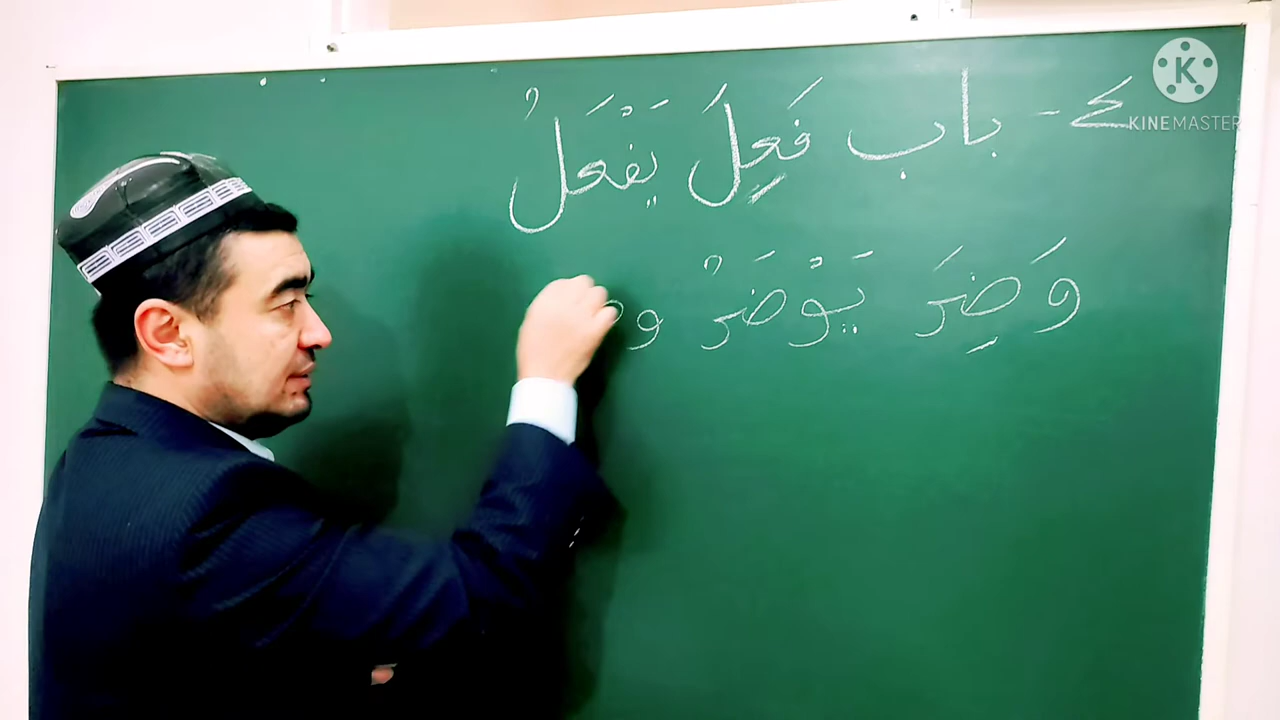 باب فَعِلَ يَفْعَلُ
وَضِرَ يَوْضَرُ
KINEMASTER